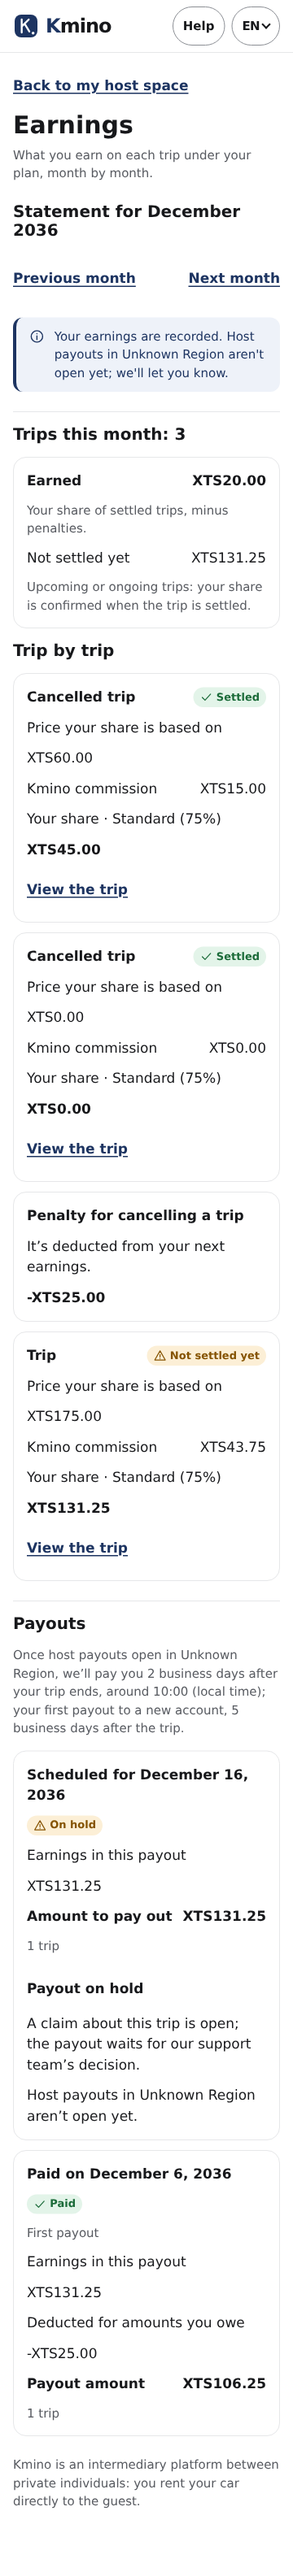 Kmino
Help
EN
Back to my host space
Earnings
What you earn on each trip under your
plan, month by month.
Statement for December
2036
Previous month
Next month
Your earnings are recorded. Host
payouts in Unknown Region aren't
open yet; we'll let you know.
Trips this month: 3
Earned XTS20.00
Your share of settled trips, minus
penalties.
Not settled yet XTS131.25
Upcoming or ongoing trips: your share
is confirmed when the trip is settled.
Trip by trip
Cancelled trip Settled
Price your share is based on
XTS60.00
Kmino commission XTS15.00
Your share · Standard (75%)
XTS45.00
View the trip
Cancelled trip Settled
Price your share is based on
XTS0.00
Kmino commission XTS0.00
Your share · Standard (75%)
XTS0.00
View the trip
Penalty for cancelling a trip
It’s deducted from your next
earnings.
-XTS25.00
Trip Not settled yet
Price your share is based on
XTS175.00
Kmino commission XTS43.75
Your share · Standard (75%)
XTS131.25
View the trip
Payouts
Once host payouts open in Unknown
Region, we’ll pay you 2 business days after
your trip ends, around 10:00 (local time);
your first payout to a new account, 5
business days after the trip.
Scheduled for December 16,
2036
On hold
Earnings in this payout
XTS131.25
Amount to pay out XTS131.25
1 trip
Payout on hold
A claim about this trip is open;
the payout waits for our support
team’s decision.
Host payouts in Unknown Region
aren’t open yet.
Paid on December 6, 2036
Paid
First payout
Earnings in this payout
XTS131.25
Deducted for amounts you owe
-XTS25.00
Payout amount XTS106.25
1 trip
Kmino is an intermediary platform between
private individuals: you rent your car
directly to the guest.